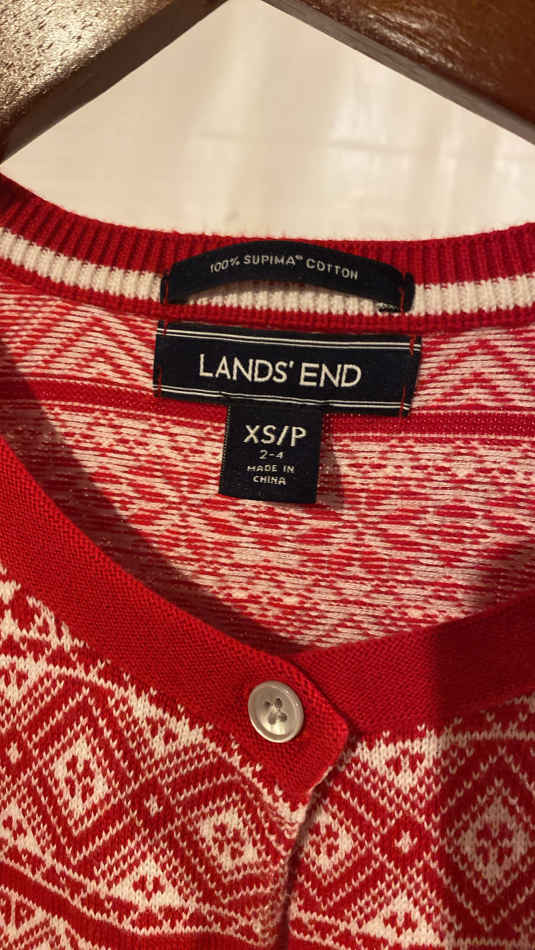 100% SUPIMA® COTTON
LANDS' END
XS/P
2-4
MADE IN
CHINA